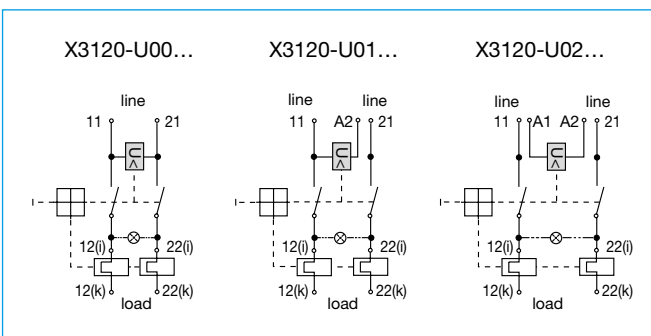 X3120-U00… X3120-U01… X3120-U02…
line line line line line
11 21 11 A2 21 11 A1 A2 21
U< U< U<
12(i) 22(i) 12(i) 22(i) 12(i) 22(i)
12(k) 22(k) 12(k) 22(k) 12(k) 22(k)
load load load